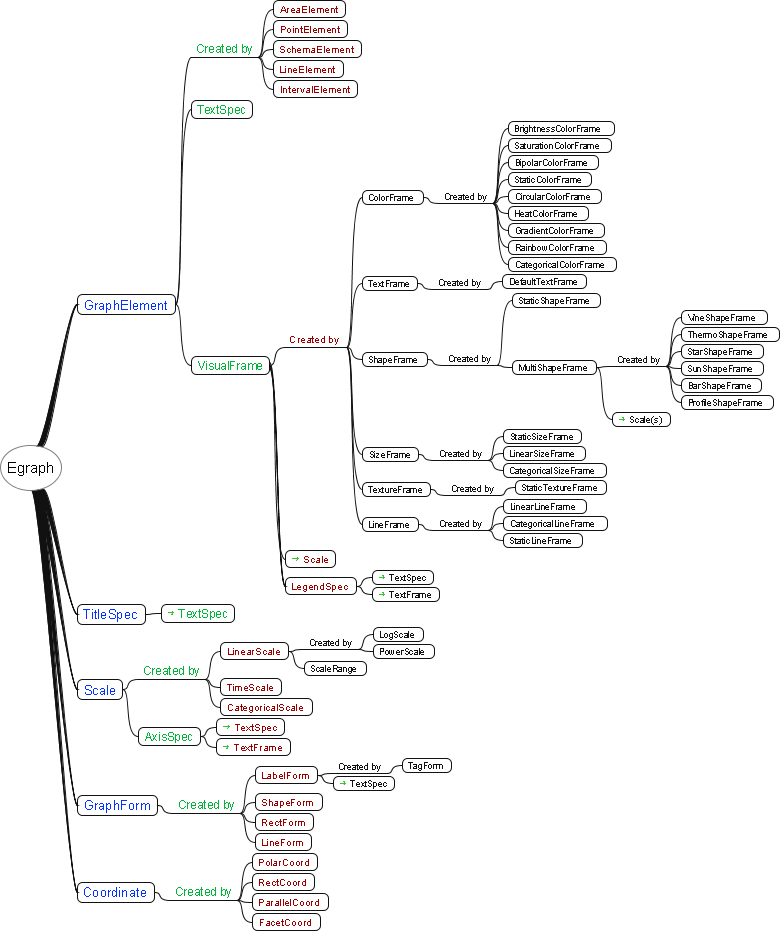 Egraph
GraphElement
Created by
AreaElement
PointElement
SchemaElement
LineElement
IntervalElement
TextSpec
VisualFrame
Created by
ColorFrame
Created by
BrightnessColorFrame
SaturationColorFrame
BipolarColorFrame
StaticColorFrame
CircularColorFrame
HeatColorFrame
GradientColorFrame
RainbowColorFrame
CategoricalColorFrame
TextFrame
Created by
DefaultTextFrame
ShapeFrame
Created by
StaticShapeFrame
MultiShapeFrame
Created by
VineShapeFrame
ThermoShapeFrame
StarShapeFrame
SunShapeFrame
BarShapeFrame
ProfileShapeFrame
→ Scale(s)
SizeFrame
Created by
StaticSizeFrame
LinearSizeFrame
CategoricalSizeFrame
TextureFrame
Created by
StaticTextureFrame
LineFrame
Created by
LinearLineFrame
CategoricalLineFrame
StaticLineFrame
→ Scale
LegendSpec
→ TextSpec
→ TextFrame
TitleSpec
→ TextSpec
Scale
Created by
LinearScale
Created by
LogScale
PowerScale
ScaleRange
TimeScale
CategoricalScale
AxisSpec
→ TextSpec
→ TextFrame
GraphForm
Created by
LabelForm
Created by
TagForm
→ TextSpec
ShapeForm
RectForm
LineForm
Coordinate
Created by
PolarCoord
RectCoord
ParallelCoord
FacetCoord